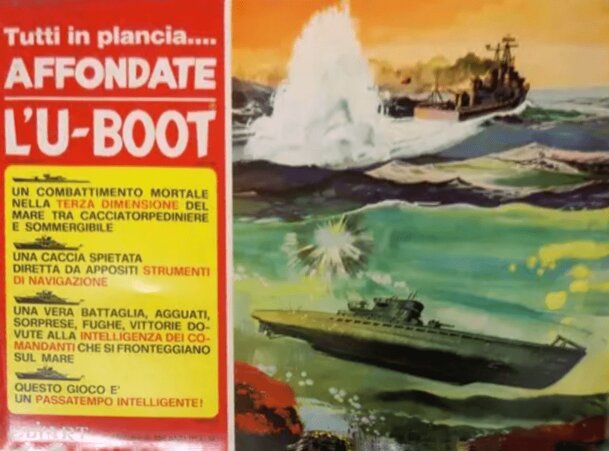 Tutti in plancia....
AFFONDATE
L'U-BOOT
UN COMBATTIMENTO MORTALE
NELLA TERZA DIMENSIONE DEL
MARE TRA CACCIATORPEDINIERE
E SOMMERGIBILE
UNA CACCIA SPIETATA
DIRETTA DA APPOSITI STRUMENTI
DI NAVIGAZIONE
UNA VERA BATTAGLIA, AGGUATI,
SORPRESE, FUGHE, VITTORIE DO-
VUTE ALLA INTELLIGENZA DEI CO-
MANDANTI CHE SI FRONTEGGIANO
SUL MARE
QUESTO GIOCO E'
UN PASSATEMPO INTELLIGENTE!